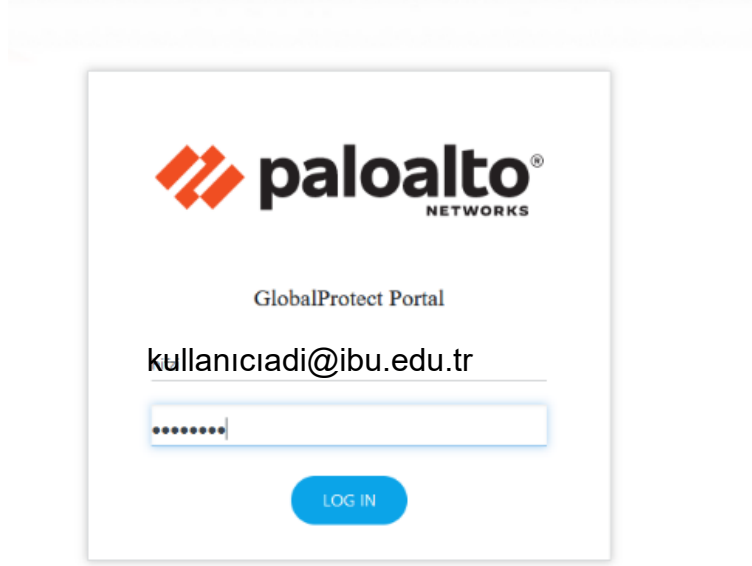 paloalto®
NETWORKS
GlobalProtect Portal
kullanıcıadi@ibu.edu.tr
••••••••
LOG IN